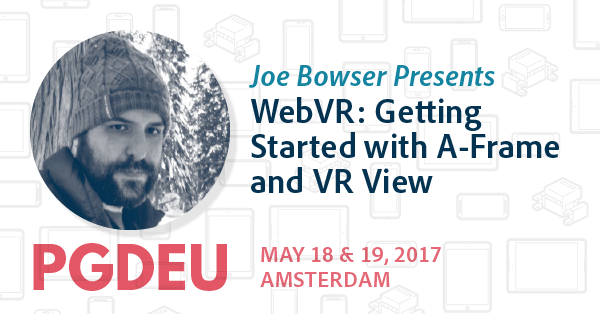 Joe Bowser Presents
WebVR: Getting
Started with A-Frame
and VR View
PGDEU
MAY 18 & 19, 2017
AMSTERDAM